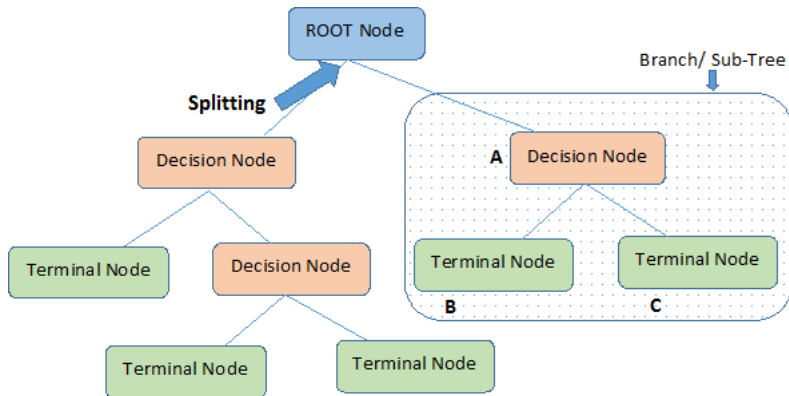 ROOT Node
Branch/ Sub-Tree
Splitting
Decision Node
A Decision Node
Terminal Node
Decision Node
Terminal Node
Terminal Node
B
C
Terminal Node
Terminal Node